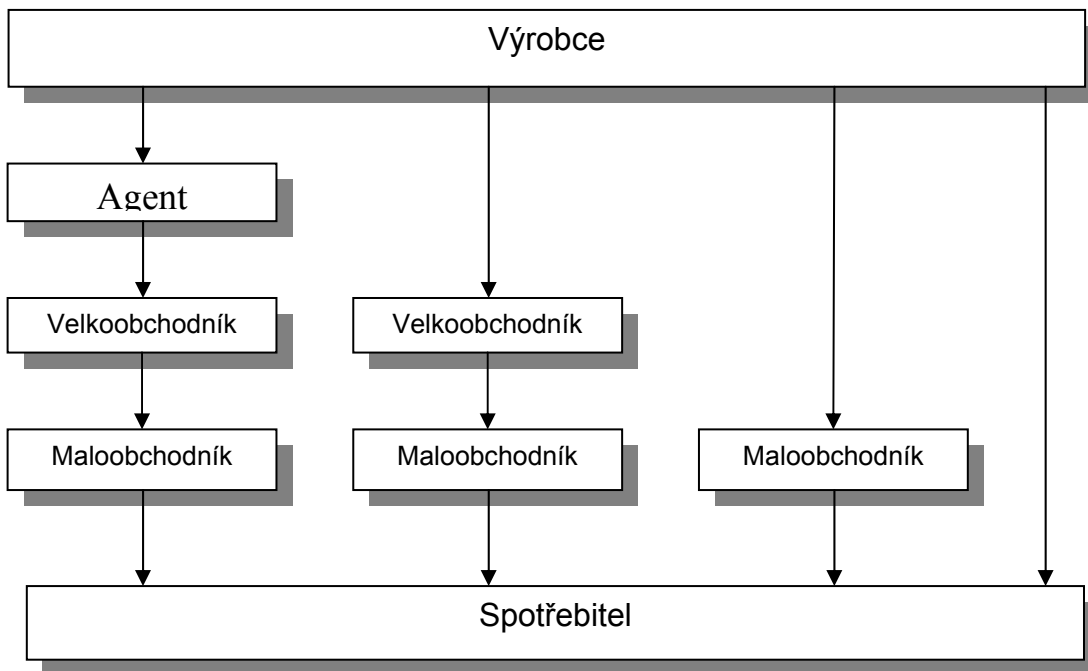 Výrobce
Agent
Velkoobchodník
Velkoobchodník
Maloobchodník
Maloobchodník
Maloobchodník
Spotřebitel